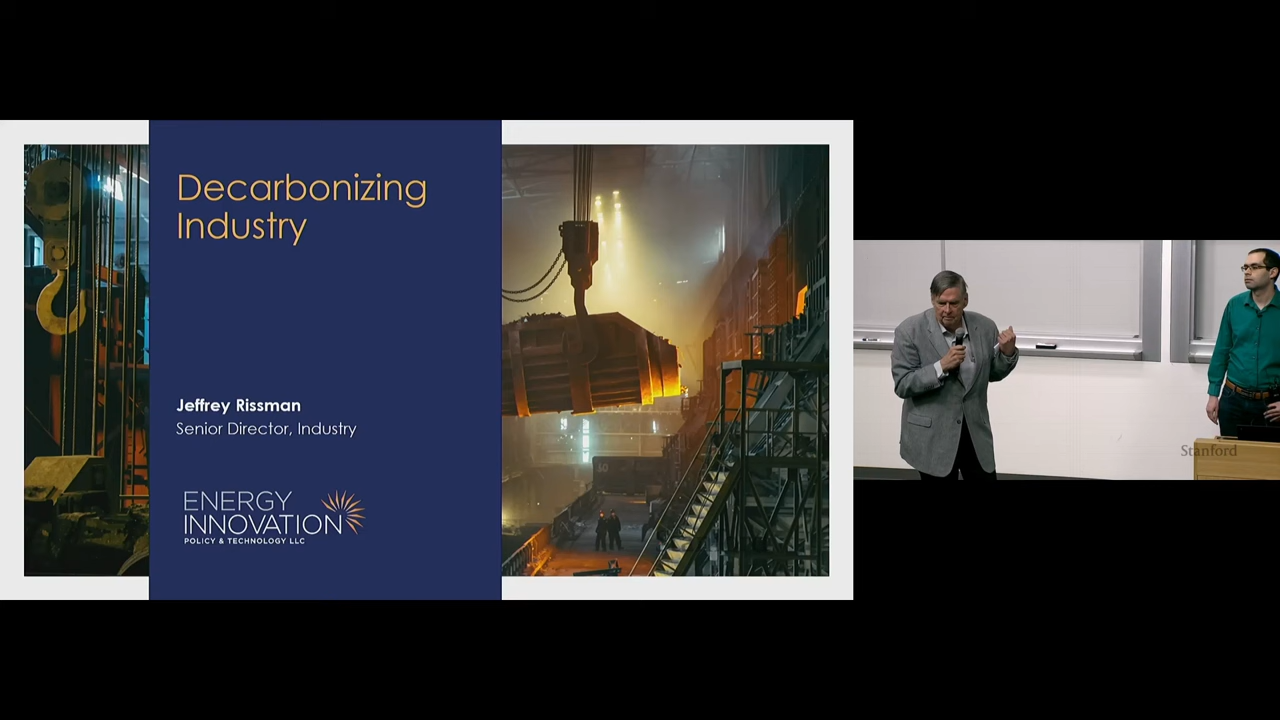 Decarbonizing
Industry
Jeffrey Rissman
Senior Director, Industry
ENERGY
INNOVATION
POLICY & TECHNOLOGY LLC
Stanford